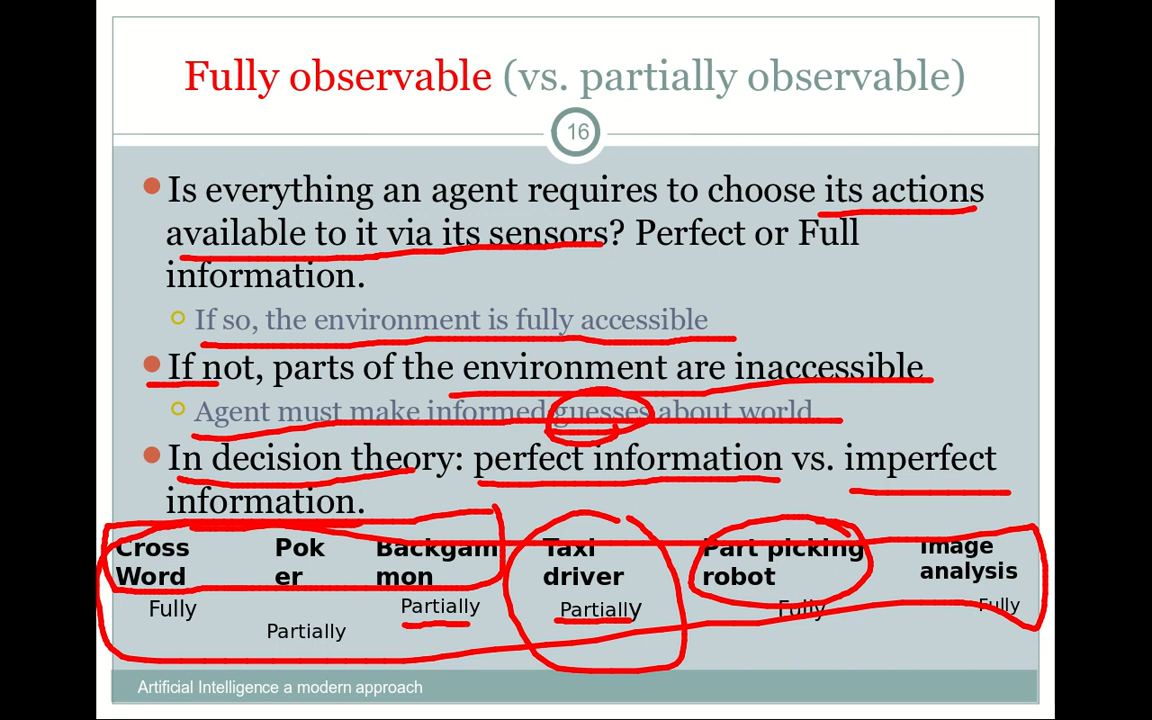 Fully observable (vs. partially observable)
16
Is everything an agent requires to choose its actions
available to it via its sensors? Perfect or Full
information.
If so, the environment is fully accessible
If not, parts of the environment are inaccessible
Agent must make informed guesses about world.
In decision theory: perfect information vs. imperfect
information.
Cross Pok Backgam Taxi Part picking Image
Word er mon driver robot analysis
Fully Partially Partially Fully Fully
Partially
Artificial Intelligence a modern approach